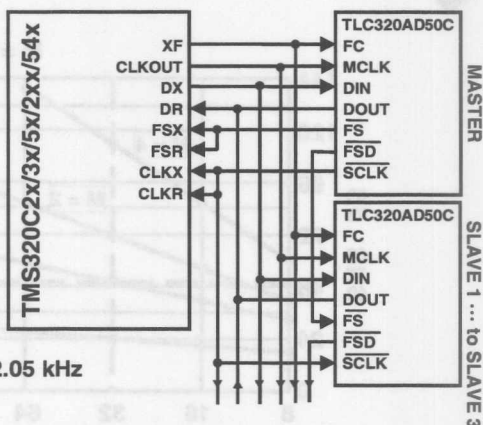 TMS320C2x/3x/5x/2xx/54x
XF
CLKOUT
DX
DR
FSX
FSR
CLKX
CLKR
TLC320AD50C
FC
MCLK
DIN
DOUT
FS
FSD
SCLK
MASTER
TLC320AD50C
FC
MCLK
DIN
DOUT
FS
FSD
SCLK
SLAVE 1 ... to SLAVE 3
2.05 kHz